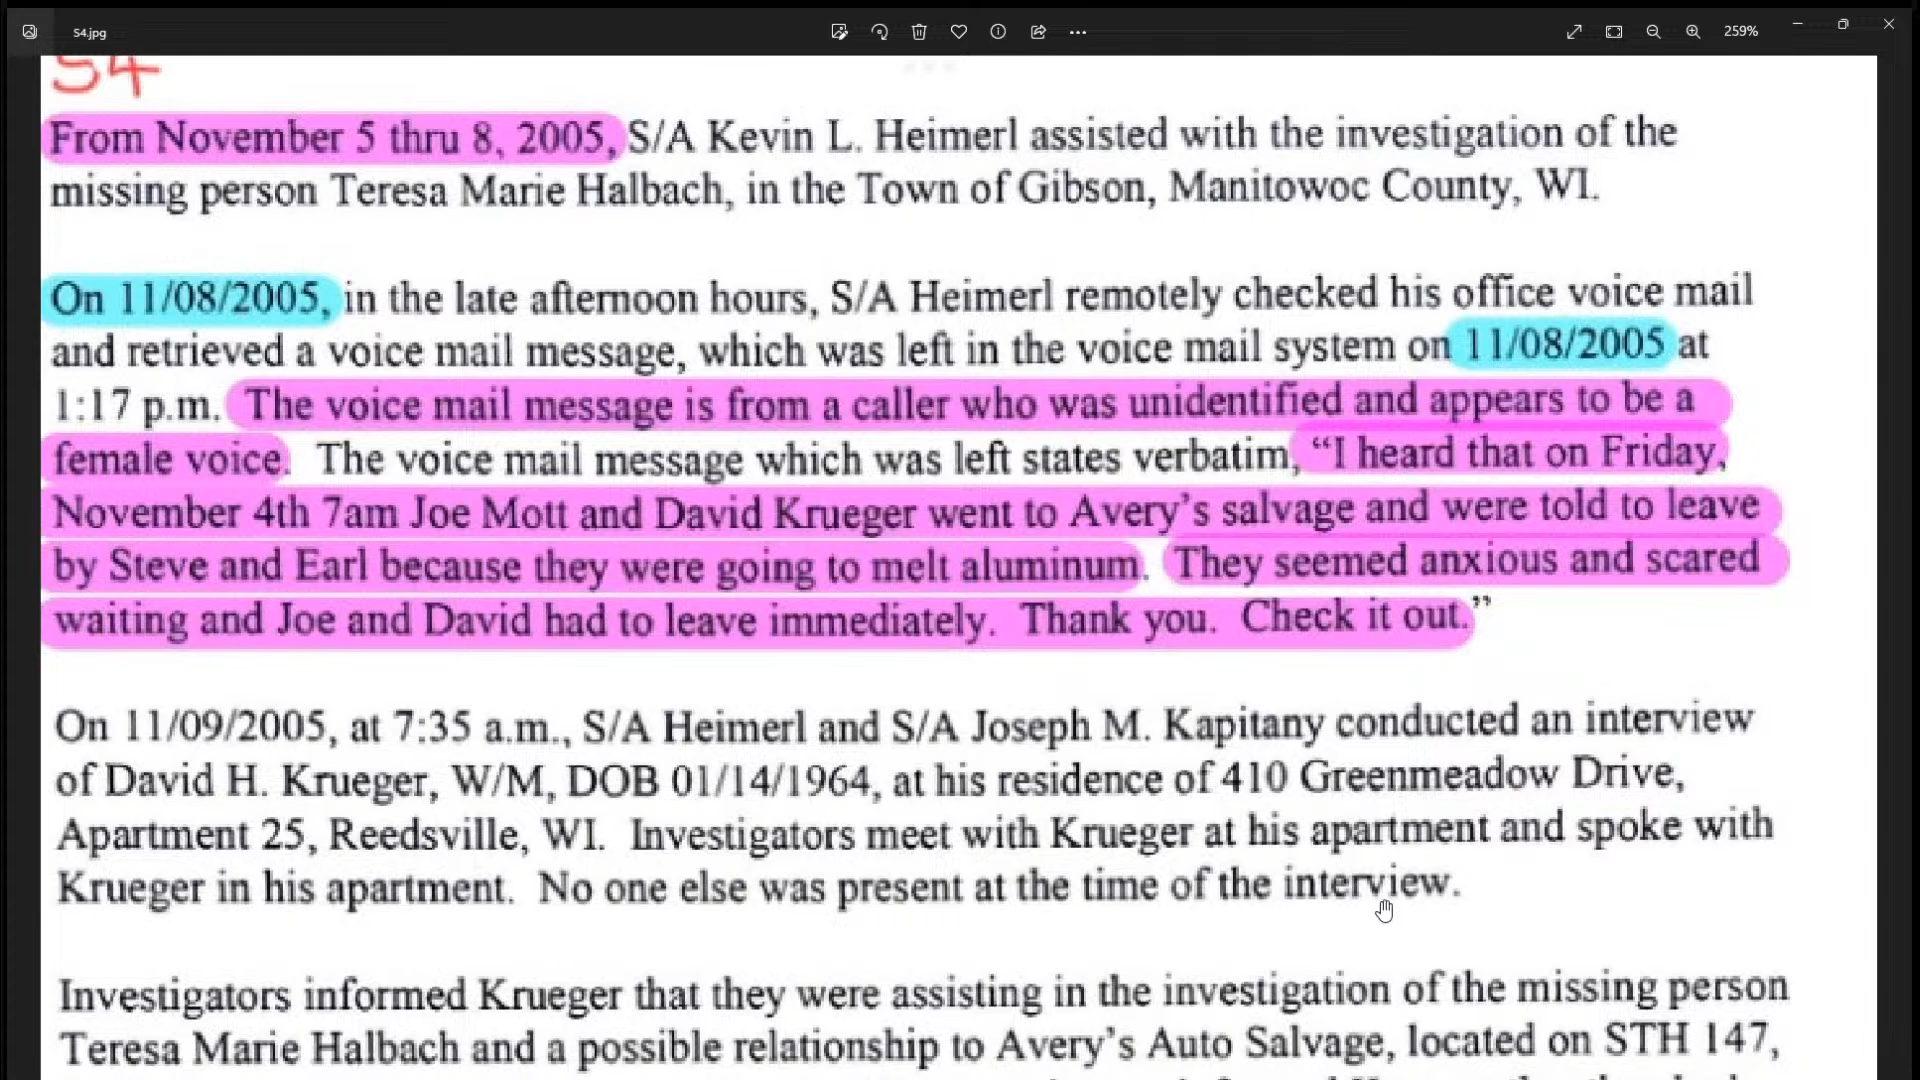 S4.jpg
259%
S4
From November 5 thru 8, 2005, S/A Kevin L. Heimerl assisted with the investigation of the
missing person Teresa Marie Halbach, in the Town of Gibson, Manitowoc County, WI.
On 11/08/2005, in the late afternoon hours, S/A Heimerl remotely checked his office voice mail
and retrieved a voice mail message, which was left in the voice mail system on 11/08/2005 at
1:17 p.m. The voice mail message is from a caller who was unidentified and appears to be a
female voice. The voice mail message which was left states verbatim, “I heard that on Friday,
November 4th 7am Joe Mott and David Krueger went to Avery’s salvage and were told to leave
by Steve and Earl because they were going to melt aluminum. They seemed anxious and scared
waiting and Joe and David had to leave immediately. Thank you. Check it out.”
On 11/09/2005, at 7:35 a.m., S/A Heimerl and S/A Joseph M. Kapitany conducted an interview
of David H. Krueger, W/M, DOB 01/14/1964, at his residence of 410 Greenmeadow Drive,
Apartment 25, Reedsville, WI. Investigators meet with Krueger at his apartment and spoke with
Krueger in his apartment. No one else was present at the time of the interview.
Investigators informed Krueger that they were assisting in the investigation of the missing person
Teresa Marie Halbach and a possible relationship to Avery’s Auto Salvage, located on STH 147,